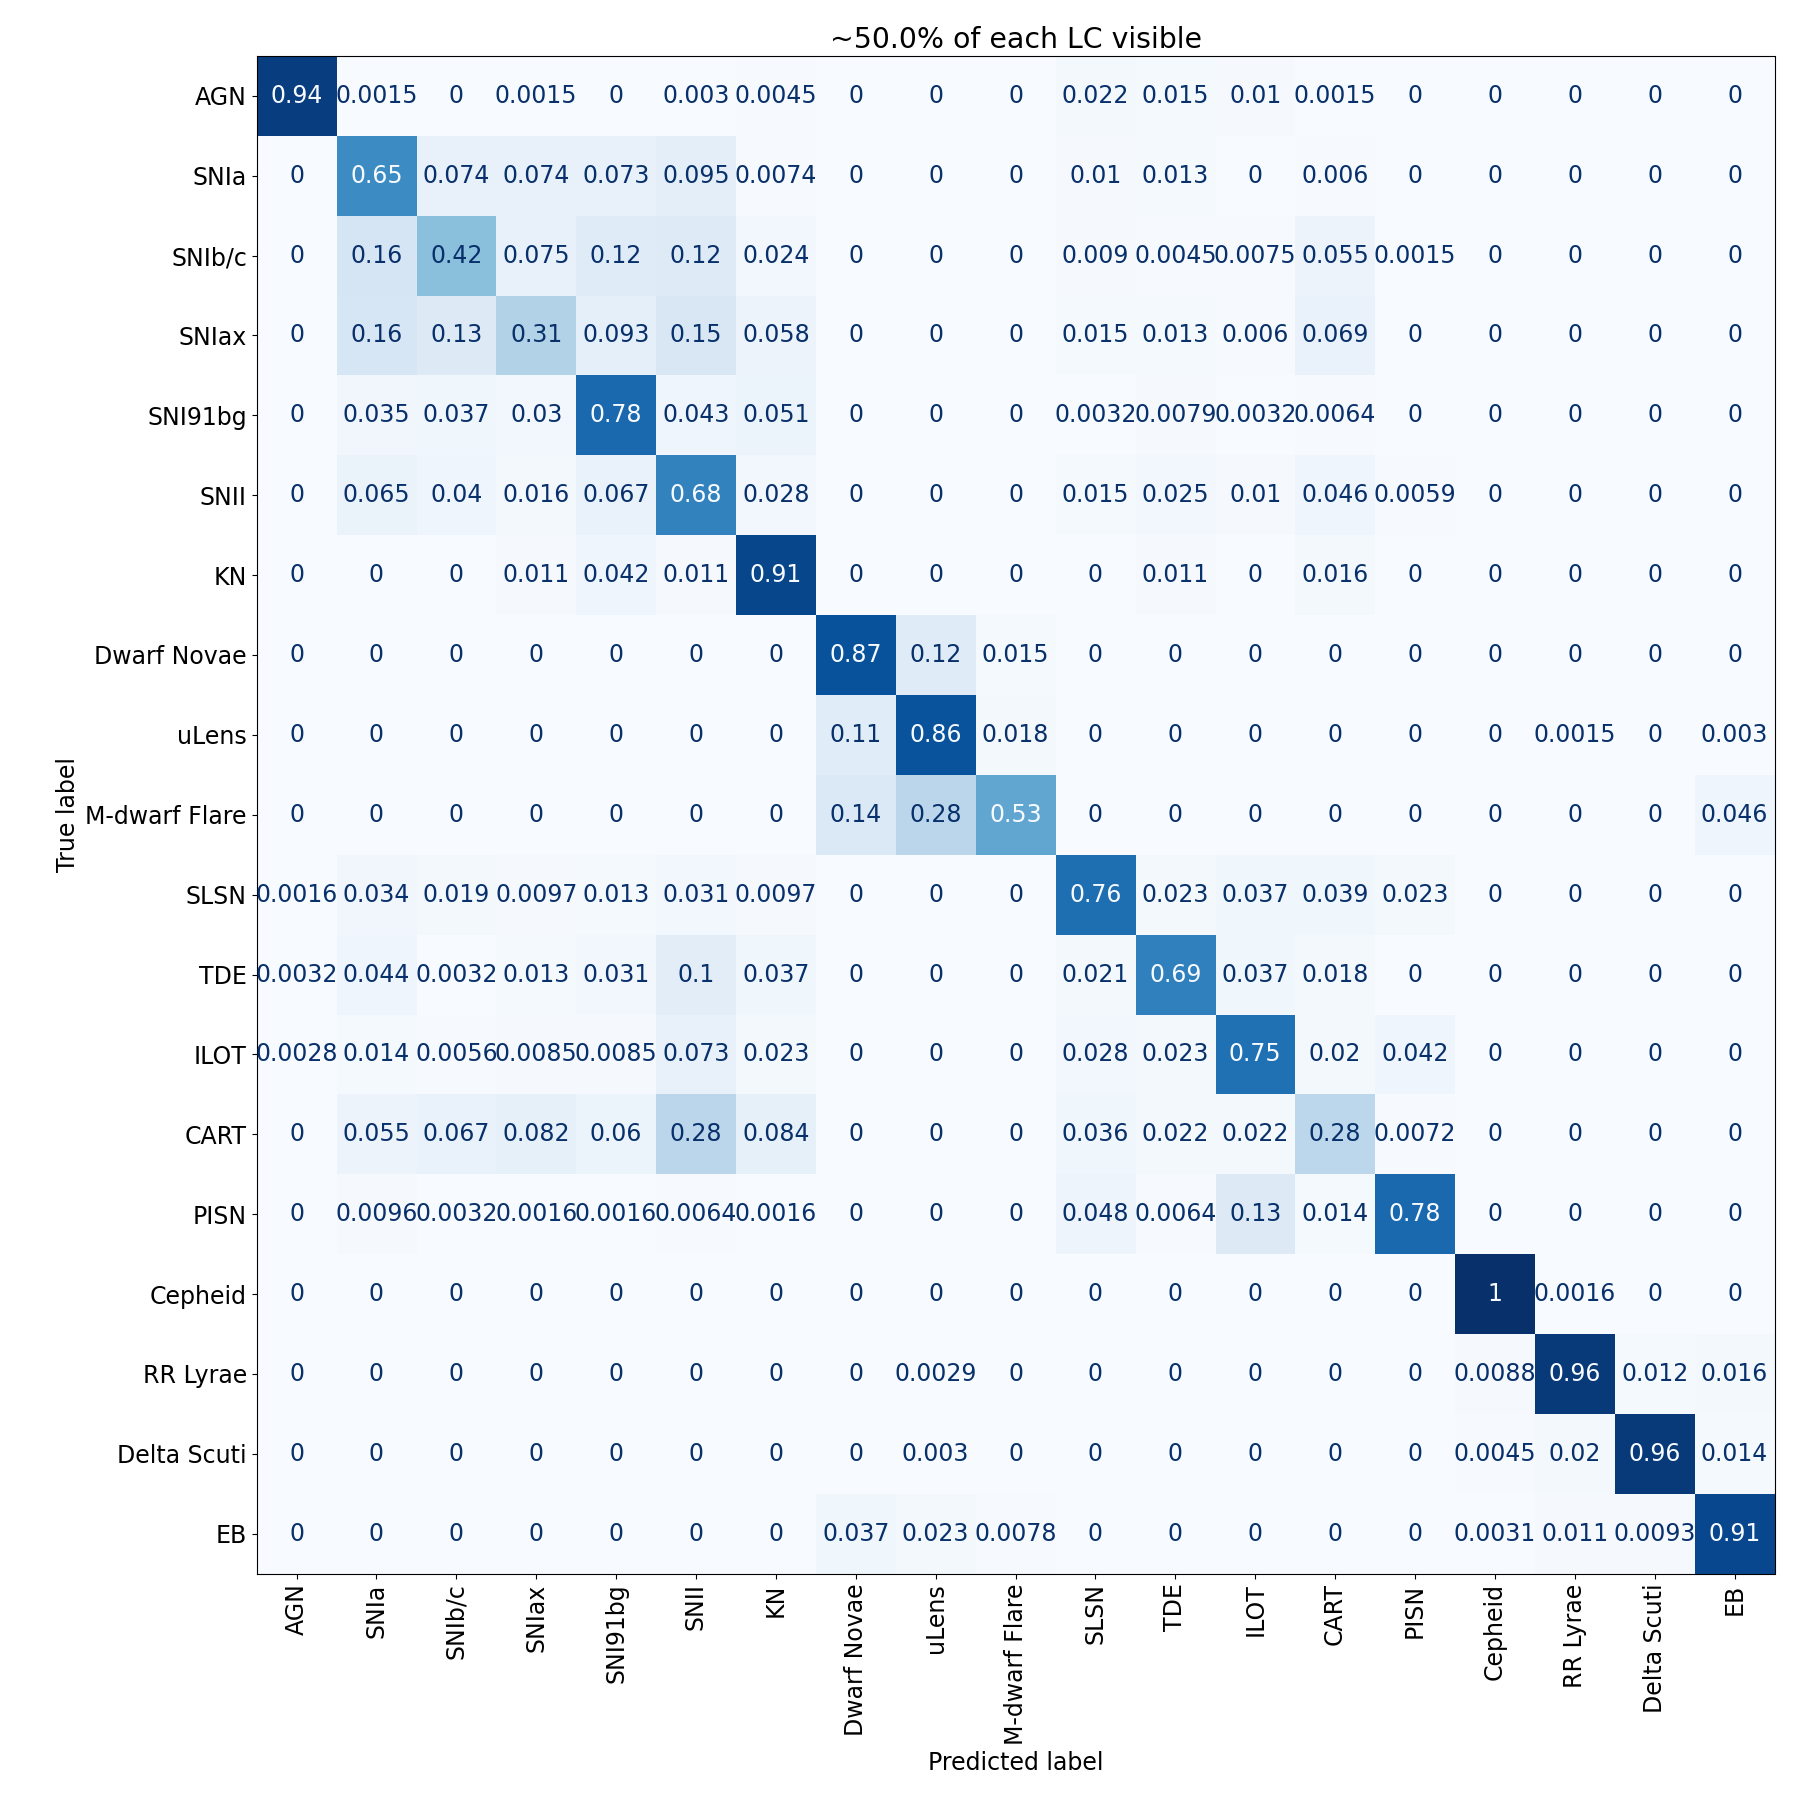 ~50.0% of each LC visible
AGN 0.94 0.0015 0 0.0015 0 0.003 0.0045 0 0 0 0.022 0.015 0.01 0.0015 0 0 0 0 0
SNIa 0 0.65 0.074 0.074 0.073 0.095 0.0074 0 0 0 0.01 0.013 0 0.006 0 0 0 0 0
SNIb/c 0 0.16 0.42 0.075 0.12 0.12 0.024 0 0 0 0.009 0.0045 0.0075 0.055 0.0015 0 0 0 0
SNIax 0 0.16 0.13 0.31 0.093 0.15 0.058 0 0 0 0.015 0.013 0.006 0.069 0 0 0 0 0
SNI91bg 0 0.035 0.037 0.03 0.78 0.043 0.051 0 0 0 0.0032 0.0079 0.0032 0.0064 0 0 0 0 0
SNII 0 0.065 0.04 0.016 0.067 0.68 0.028 0 0 0 0.015 0.025 0.01 0.046 0.0059 0 0 0 0
KN 0 0 0 0.011 0.042 0.011 0.91 0 0 0 0 0.011 0 0.016 0 0 0 0 0
Dwarf Novae 0 0 0 0 0 0 0 0.87 0.12 0.015 0 0 0 0 0 0 0 0 0
uLens 0 0 0 0 0 0 0 0.11 0.86 0.018 0 0 0 0 0 0 0.0015 0 0.003
M-dwarf Flare 0 0 0 0 0 0 0 0.14 0.28 0.53 0 0 0 0 0 0 0 0 0.046
SLSN 0.0016 0.034 0.019 0.0097 0.013 0.031 0.0097 0 0 0 0.76 0.023 0.037 0.039 0.023 0 0 0 0
TDE 0.0032 0.044 0.0032 0.013 0.031 0.1 0.037 0 0 0 0.021 0.69 0.037 0.018 0 0 0 0 0
ILOT 0.0028 0.014 0.0056 0.0085 0.0085 0.073 0.023 0 0 0 0.028 0.023 0.75 0.02 0.042 0 0 0 0
CART 0 0.055 0.067 0.082 0.06 0.28 0.084 0 0 0 0.036 0.022 0.022 0.28 0.0072 0 0 0 0
PISN 0 0.0096 0.0032 0.0016 0.0016 0.0064 0.0016 0 0 0 0.048 0.0064 0.13 0.014 0.78 0 0 0 0
Cepheid 0 0 0 0 0 0 0 0 0 0 0 0 0 0 0 1 0.0016 0 0
RR Lyrae 0 0 0 0 0 0 0 0 0.0029 0 0 0 0 0 0 0.0088 0.96 0.012 0.016
Delta Scuti 0 0 0 0 0 0 0 0 0.003 0 0 0 0 0 0 0.0045 0.02 0.96 0.014
EB 0 0 0 0 0 0 0 0.037 0.023 0.0078 0 0 0 0 0 0.0031 0.011 0.0093 0.91
True label
AGN SNIa SNIb/c SNIax SNI91bg SNII KN Dwarf Novae uLens M-dwarf Flare SLSN TDE ILOT CART PISN Cepheid RR Lyrae Delta Scuti EB
Predicted label